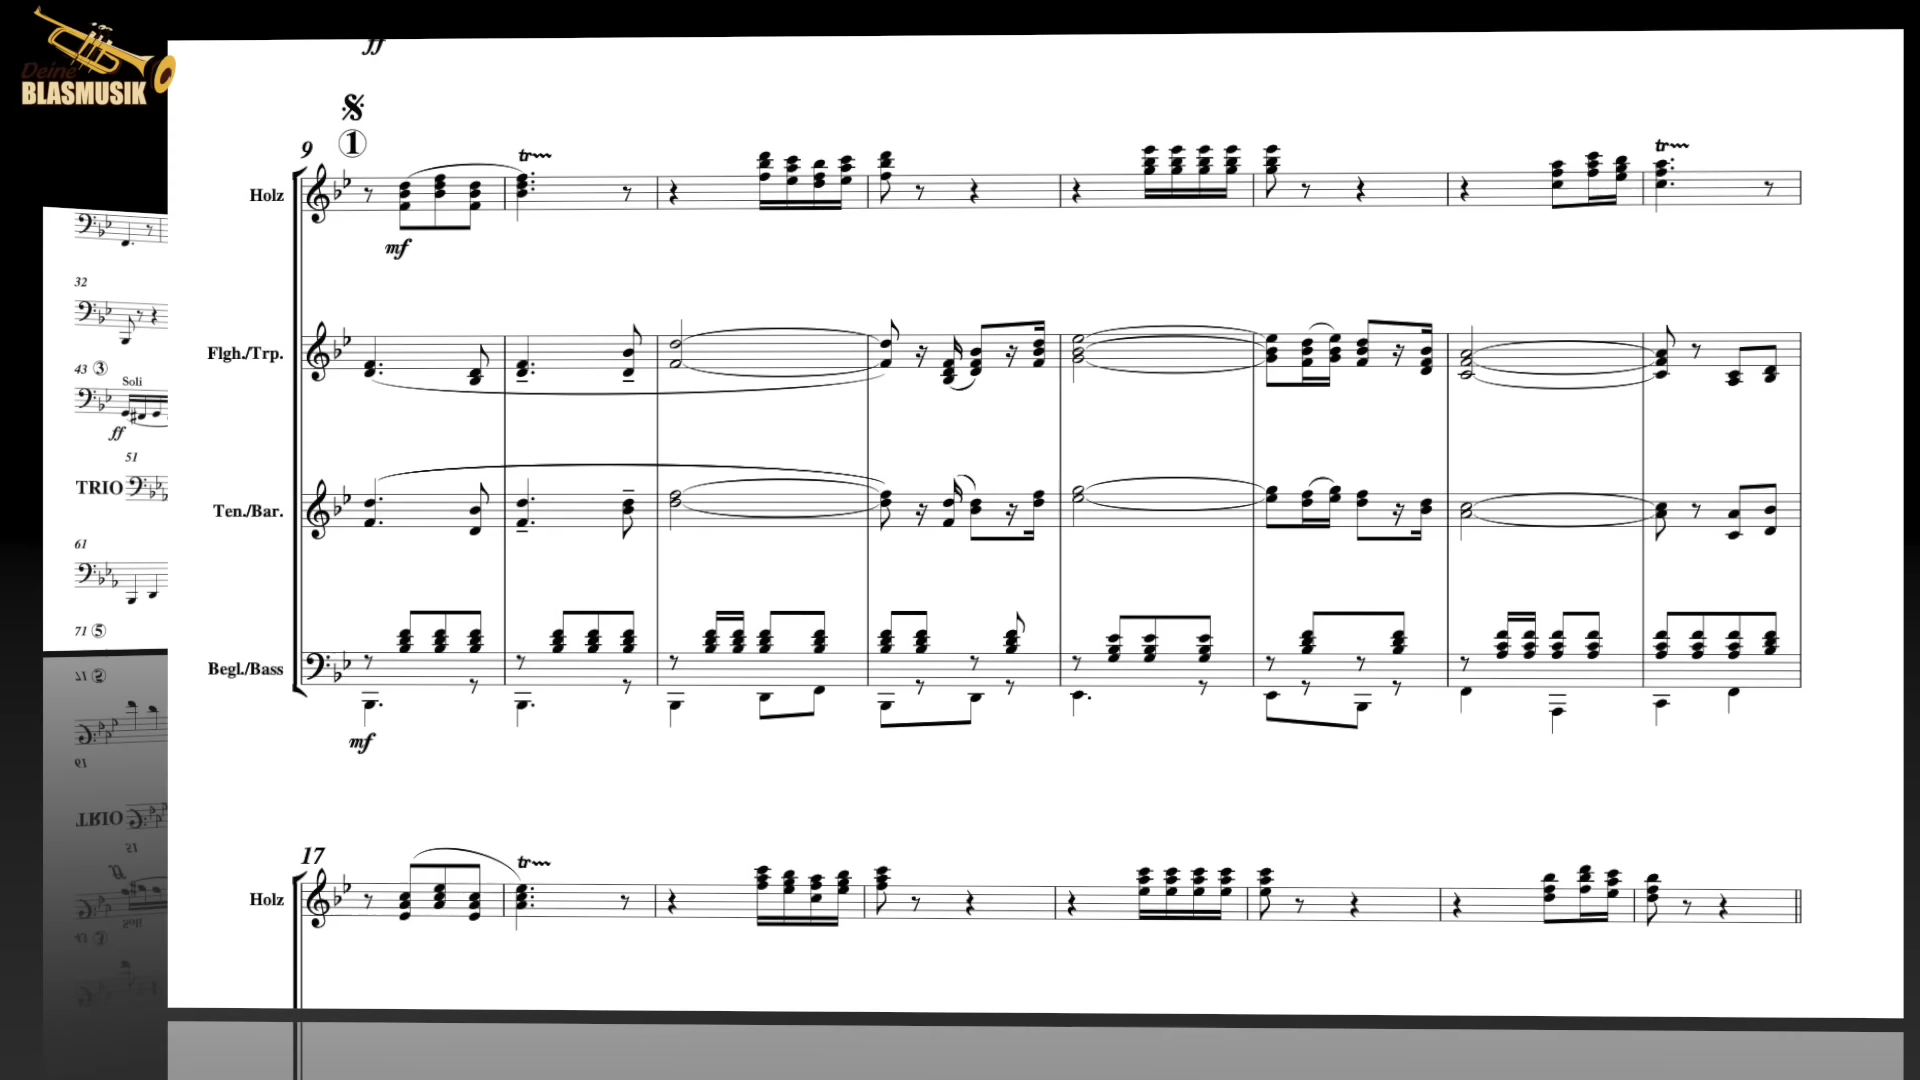 Deine
BLASMUSIK
ff
1
9
Holz
tr
tr
mf
Flgh./Trp.
Ten./Bar.
Begl./Bass
mf
17
Holz
tr
32
43 3
Soli
ff
51
TRIO
61
71 5